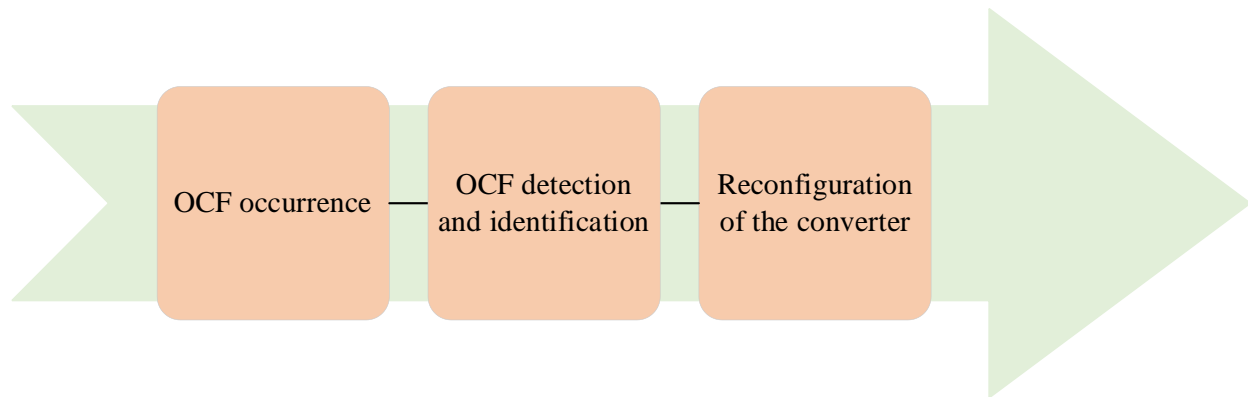 OCF occurrence
OCF detection
and identification
Reconfiguration
of the converter